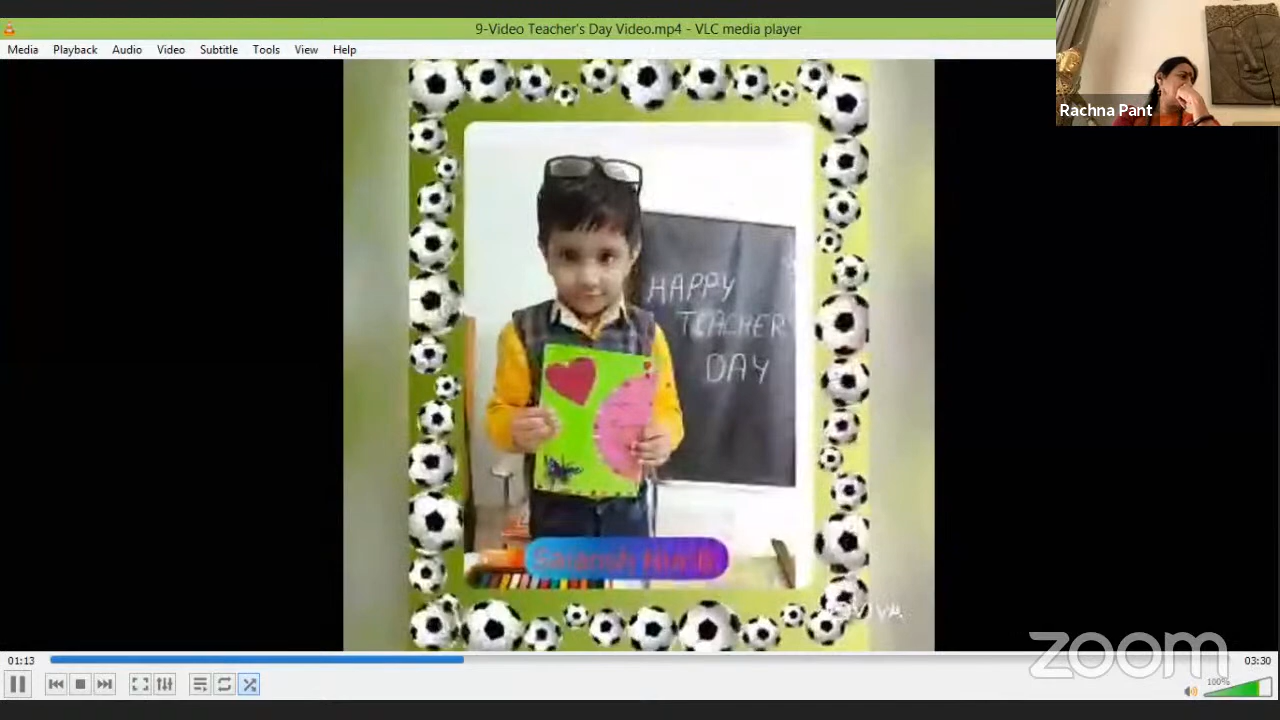 9-Video Teacher's Day Video.mp4 - VLC media player
Media Playback Audio Video Subtitle Tools View Help
Rachna Pant
HAPPY
TEACHER
DAY
zoom
01:13
03:30
100%